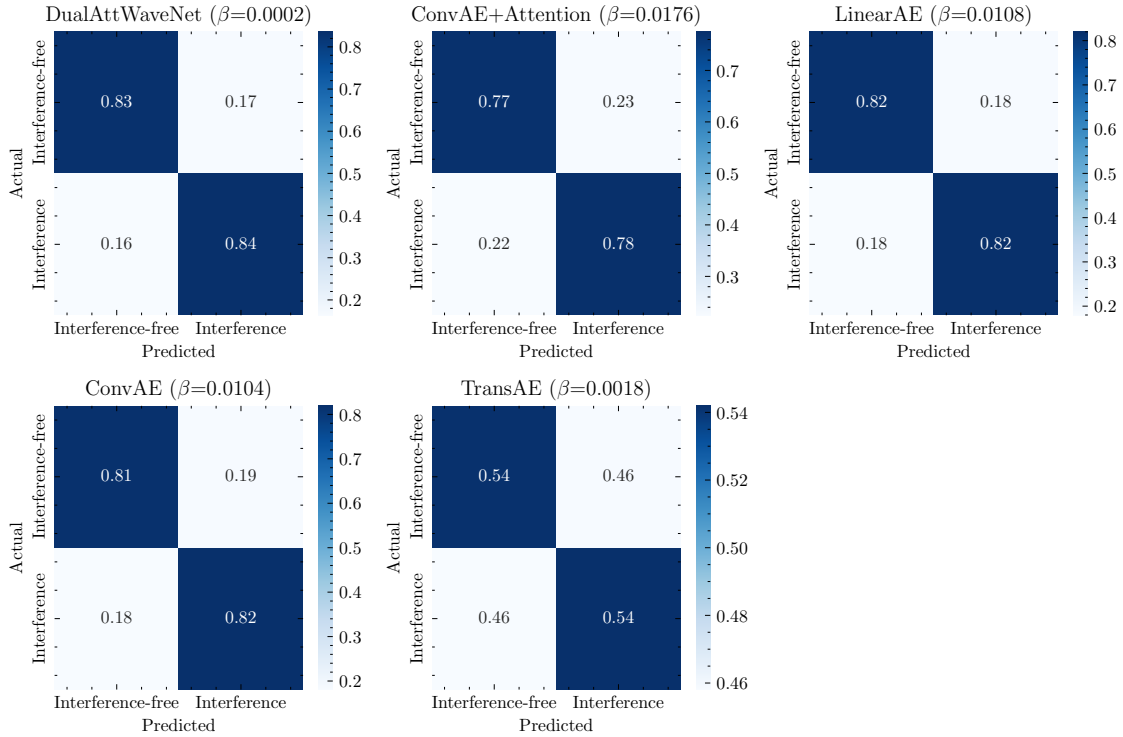 DualAttWaveNet (β=0.0002)
Actual
Interference-free
Interference
0.83
0.17
0.16
0.84
Interference-free
Interference
Predicted
0.8
0.7
0.6
0.5
0.4
0.3
0.2
ConvAE+Attention (β=0.0176)
Actual
Interference-free
Interference
0.77
0.23
0.22
0.78
Interference-free
Interference
Predicted
0.7
0.6
0.5
0.4
0.3
LinearAE (β=0.0108)
Actual
Interference-free
Interference
0.82
0.18
0.18
0.82
Interference-free
Interference
Predicted
0.8
0.7
0.6
0.5
0.4
0.3
0.2
ConvAE (β=0.0104)
Actual
Interference-free
Interference
0.81
0.19
0.18
0.82
Interference-free
Interference
Predicted
0.8
0.7
0.6
0.5
0.4
0.3
0.2
TransAE (β=0.0018)
Actual
Interference-free
Interference
0.54
0.46
0.46
0.54
Interference-free
Interference
Predicted
0.54
0.52
0.50
0.48
0.46